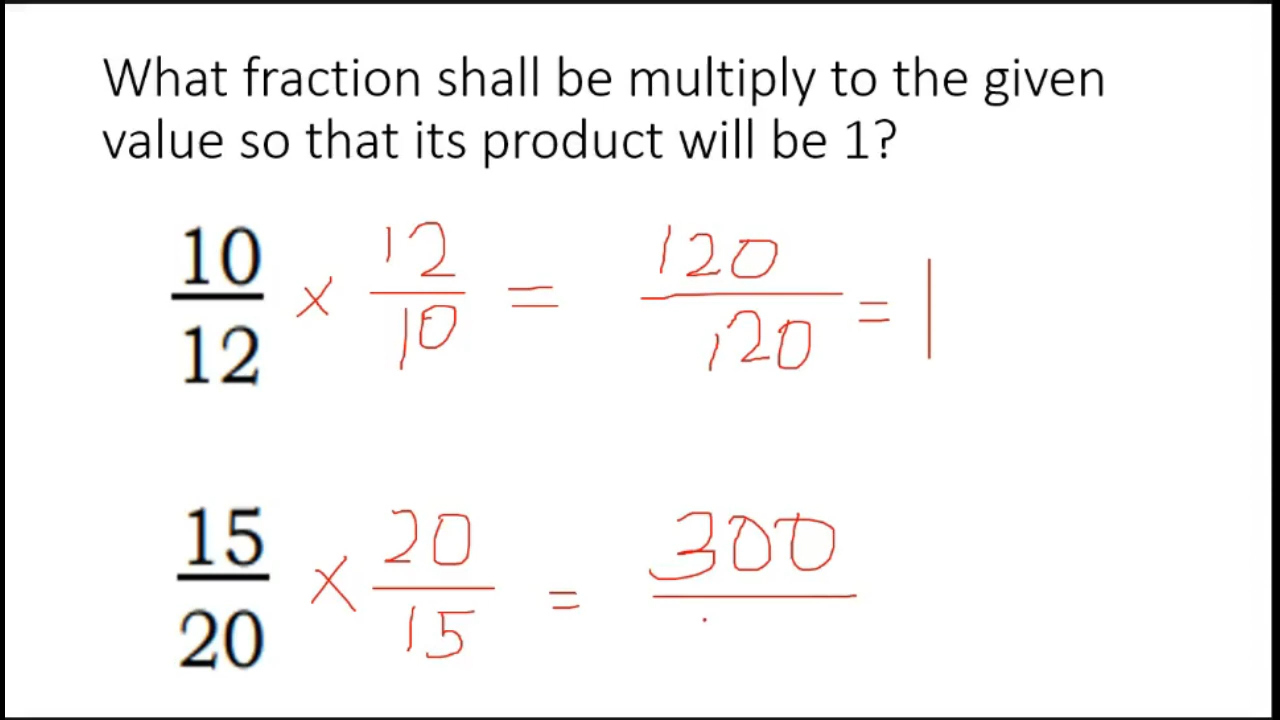 What fraction shall be multiply to the given
value so that its product will be 1?
10/12 × 12/10 = 120/120 = 1
15/20 × 20/15 = 300/